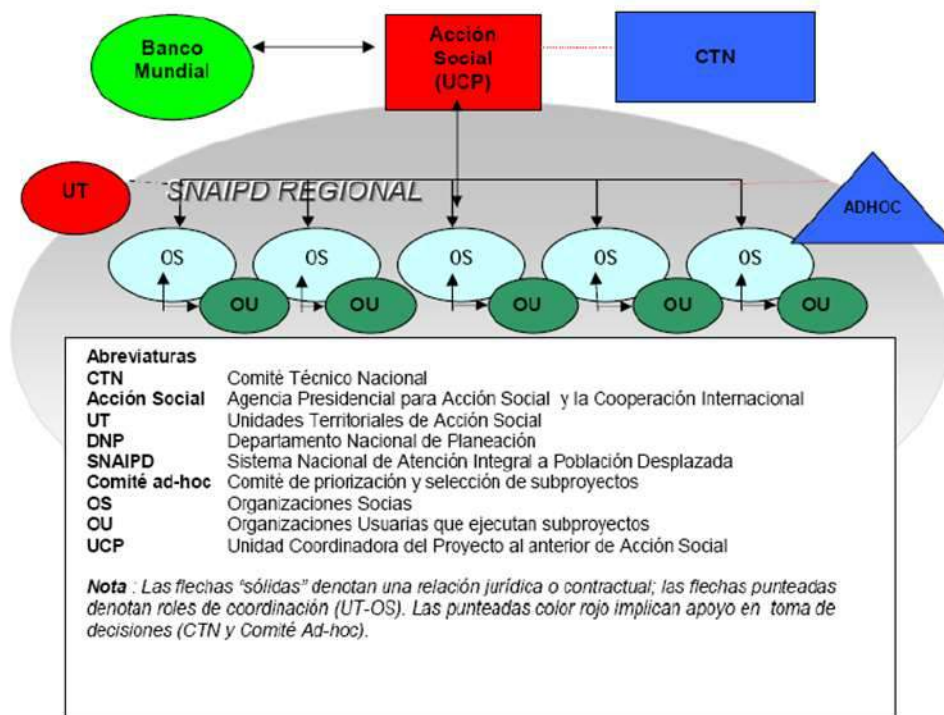 Banco
Mundial
Acción
Social
(UCP)
CTN
UT
SNAIPD REGIONAL
ADHOC
OS OS OS OS OS
OU OU OU OU OU
Abreviaturas
CTN Comité Técnico Nacional
Acción Social Agencia Presidencial para Acción Social y la Cooperación Internacional
UT Unidades Territoriales de Acción Social
DNP Departamento Nacional de Planeación
SNAIPD Sistema Nacional de Atención Integral a Población Desplazada
Comité ad-hoc Comité de priorización y selección de subproyectos
OS Organizaciones Socias
OU Organizaciones Usuarias que ejecutan subproyectos
UCP Unidad Coordinadora del Proyecto al anterior de Acción Social
Nota : Las flechas “sólidas” denotan una relación jurídica o contractual; las flechas punteadas
denotan roles de coordinación (UT-OS). Las punteadas color rojo implican apoyo en toma de
decisiones (CTN y Comité Ad-hoc).